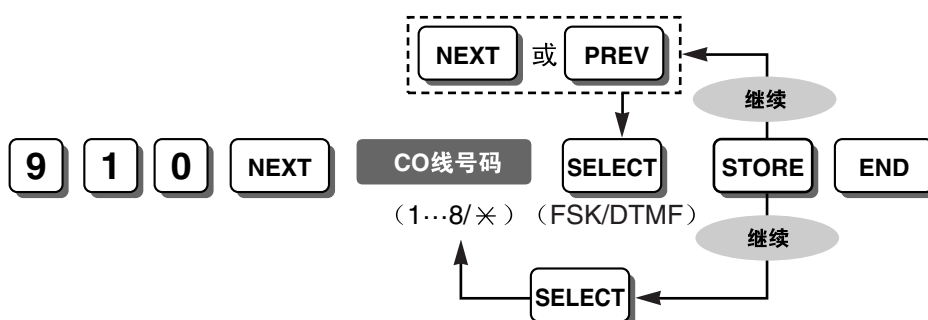 NEXT 或 PREV
继续
9 1 0 NEXT CO线号码 SELECT STORE END
(1…8/✳) (FSK/DTMF)
继续
SELECT